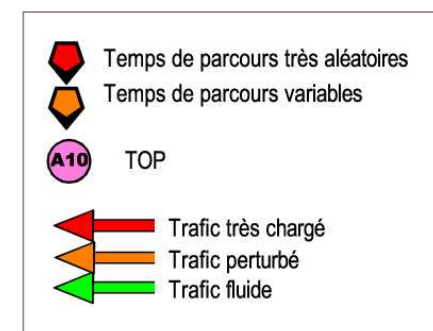 Temps de parcours très aléatoires
Temps de parcours variables
A10 TOP
Trafic très chargé
Trafic perturbé
Trafic fluide